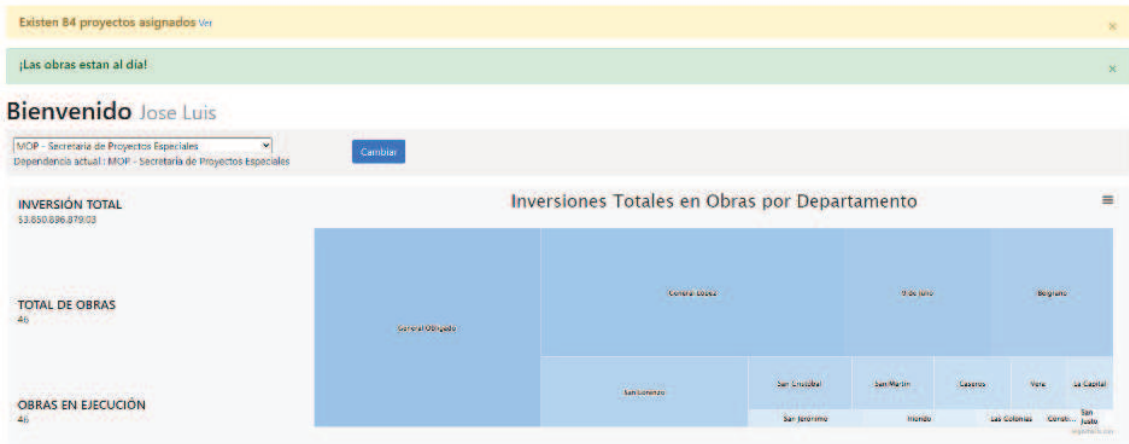 Existen 84 proyectos asignados Ver
×
¡Las obras estan al día!
×
Bienvenido Jose Luis
MOP - Secretaría de Proyectos Especiales
Cambiar
Dependencia actual: MOP - Secretaría de Proyectos Especiales
INVERSIÓN TOTAL
$3.850.896.879,03
TOTAL DE OBRAS
46
OBRAS EN EJECUCIÓN
46
Inversiones Totales en Obras por Departamento
General Obligado
General López
9 de Julio
Belgrano
San Lorenzo
San Cristóbal
San Martín
Caseros
Vera
La Capital
San Jerónimo
Iriondo
Las Colonias
Consti...
San
Justo